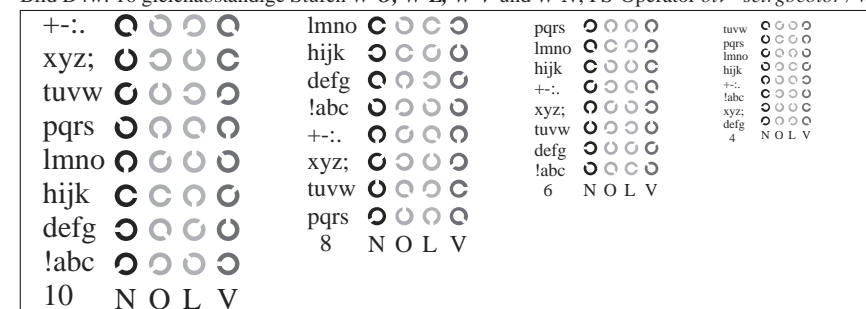 +-:.
xyz;
tuvw
pqrs
lmno
hijk
defg
!abc
10 N O L V
lmno
hijk
defg
!abc
+-:.
xyz;
tuvw
pqrs
8 N O L V
pqrs
lmno
hijk
+-:.
xyz;
tuvw
defg
!abc
6 N O L V
tuvw
pqrs
lmno
hijk
+-:.
!abc
xyz;
defg
4 N O L V